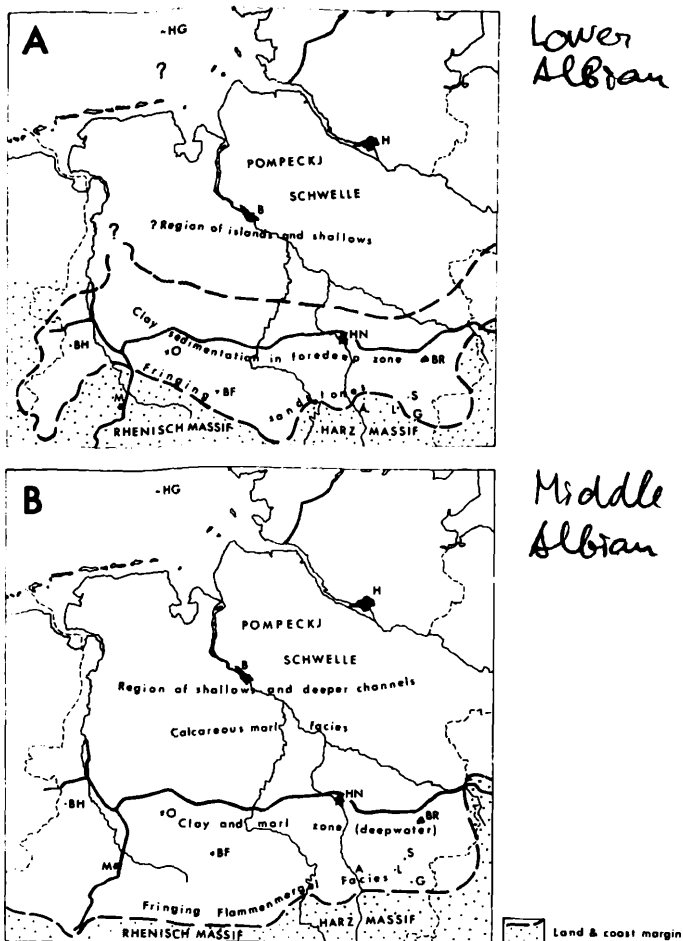 A
Lower
Albian
HG
?
H
POMPECKJ
SCHWELLE
B
? Region of islands and shallows
?
Clay sedimentation in foredeep zone
HN
BH
O
BR
Fringing sandstones
BF
M
S
A L G
RHENISCH MASSIF
HARZ MASSIF
B
Middle
Albian
HG
H
POMPECKJ
SCHWELLE
B
Region of shallows and deeper channels
Calcareous marl facies
HN
BH
O
BR
Clay and marl zone (deepwater)
BF
S
M
A L G
Fringing Flammenmergel Facies
HARZ MASSIF
RHENISCH MASSIF
Land & coast margin